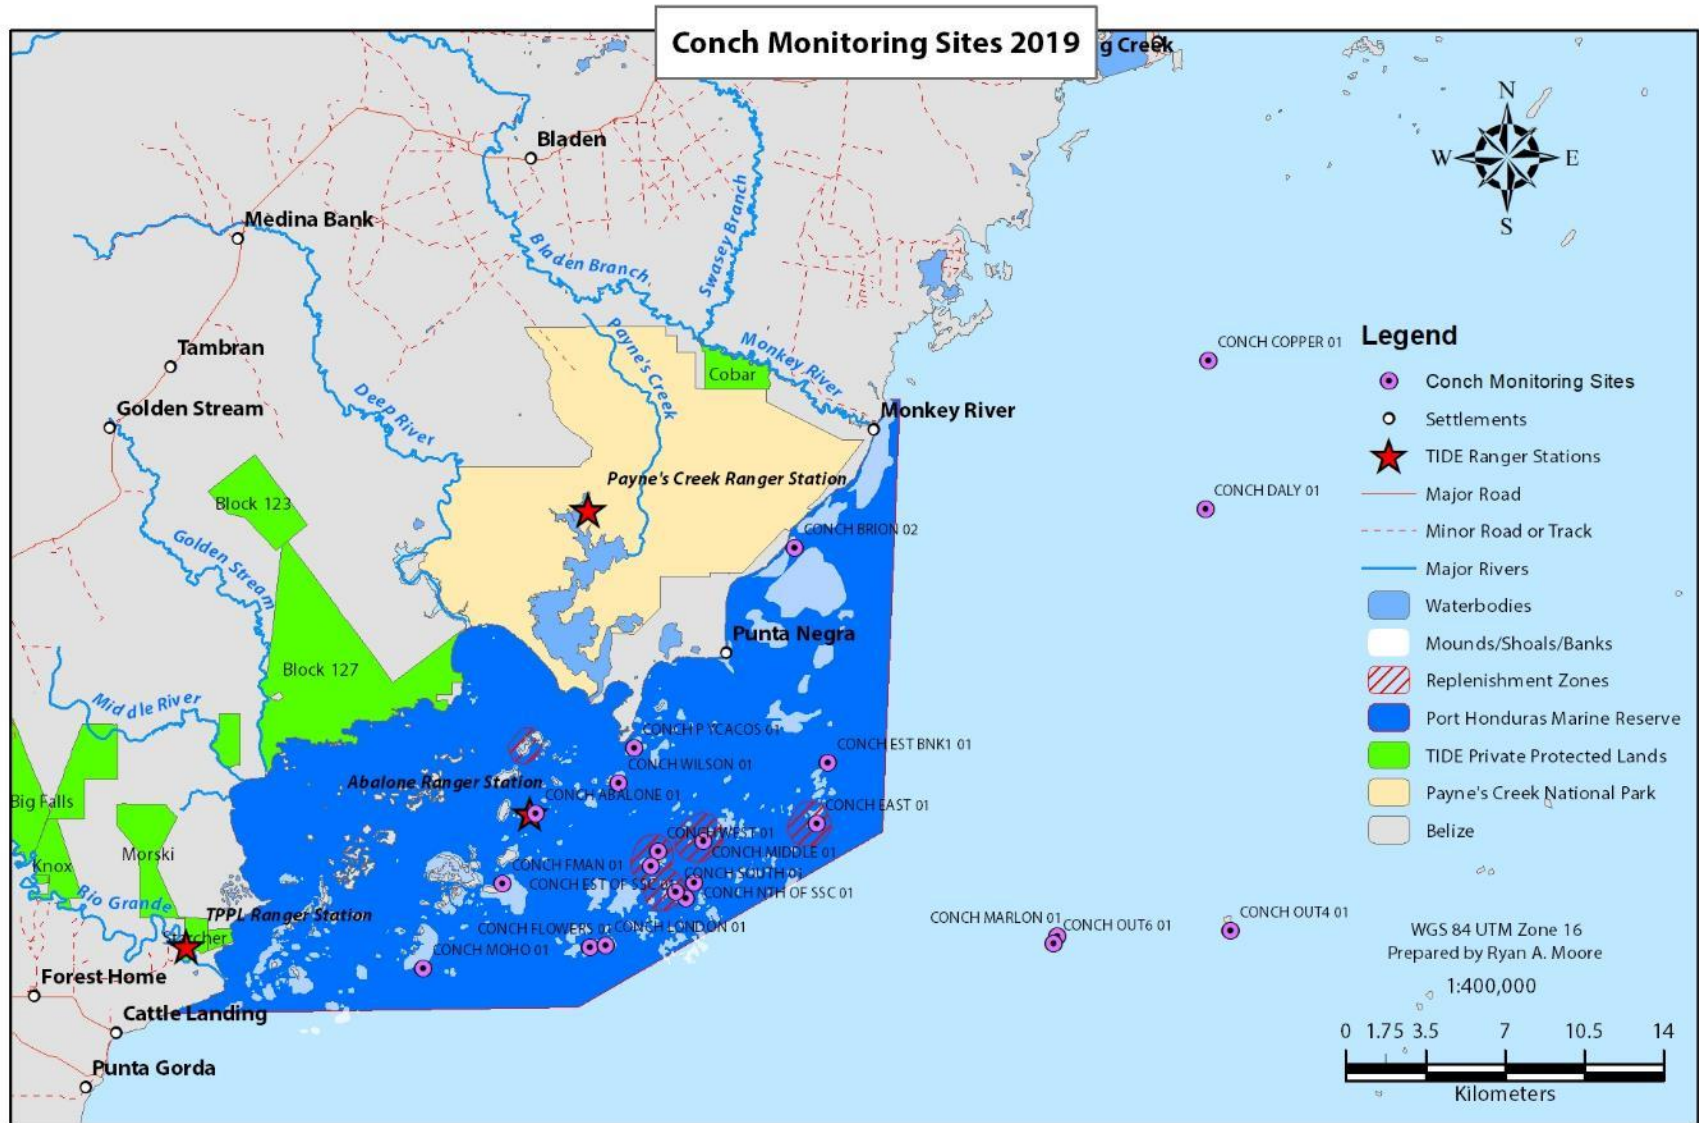 Conch Monitoring Sites 2019
g Creek
N
W
E
S
Bladen
Medina Bank
Swasey Branch
Bladen Branch
Tambran
Payne's Creek
Monkey River
Cobar
CONCH COPPER 01
Golden Stream
Deep River
Monkey River
Payne's Creek Ranger Station
Block 123
CONCH DALY 01
CONCH BRION 02
Golden Stream
Punta Negra
Block 127
Middle River
CONCH PYCACOS 01
CONCH EST BNK1 01
CONCH WILSON 01
Abalone Ranger Station
CONCH ABALONE 01
CONCH EAST 01
Big Falls
CONCH WEST 01
CONCH MIDDLE 01
Morski
Knox
CONCH FMAN 01
CONCH SOUTH 01
CONCH EST OF SSC 01
CONCH NTH OF SSC 01
Rio Grande
TPPL Ranger Station
CONCH FLOWERS 01
CONCH LONDON 01
CONCH MARLON 01
CONCH OUT6 01
CONCH OUT4 01
CONCH MOHO 01
Forest Home
Cattle Landing
Punta Gorda
Legend
Conch Monitoring Sites
Settlements
TIDE Ranger Stations
Major Road
Minor Road or Track
Major Rivers
Waterbodies
Mounds/Shoals/Banks
Replenishment Zones
Port Honduras Marine Reserve
TIDE Private Protected Lands
Payne's Creek National Park
Belize
WGS 84 UTM Zone 16
Prepared by Ryan A. Moore
1:400,000
0 1.75 3.5 7 10.5 14
Kilometers